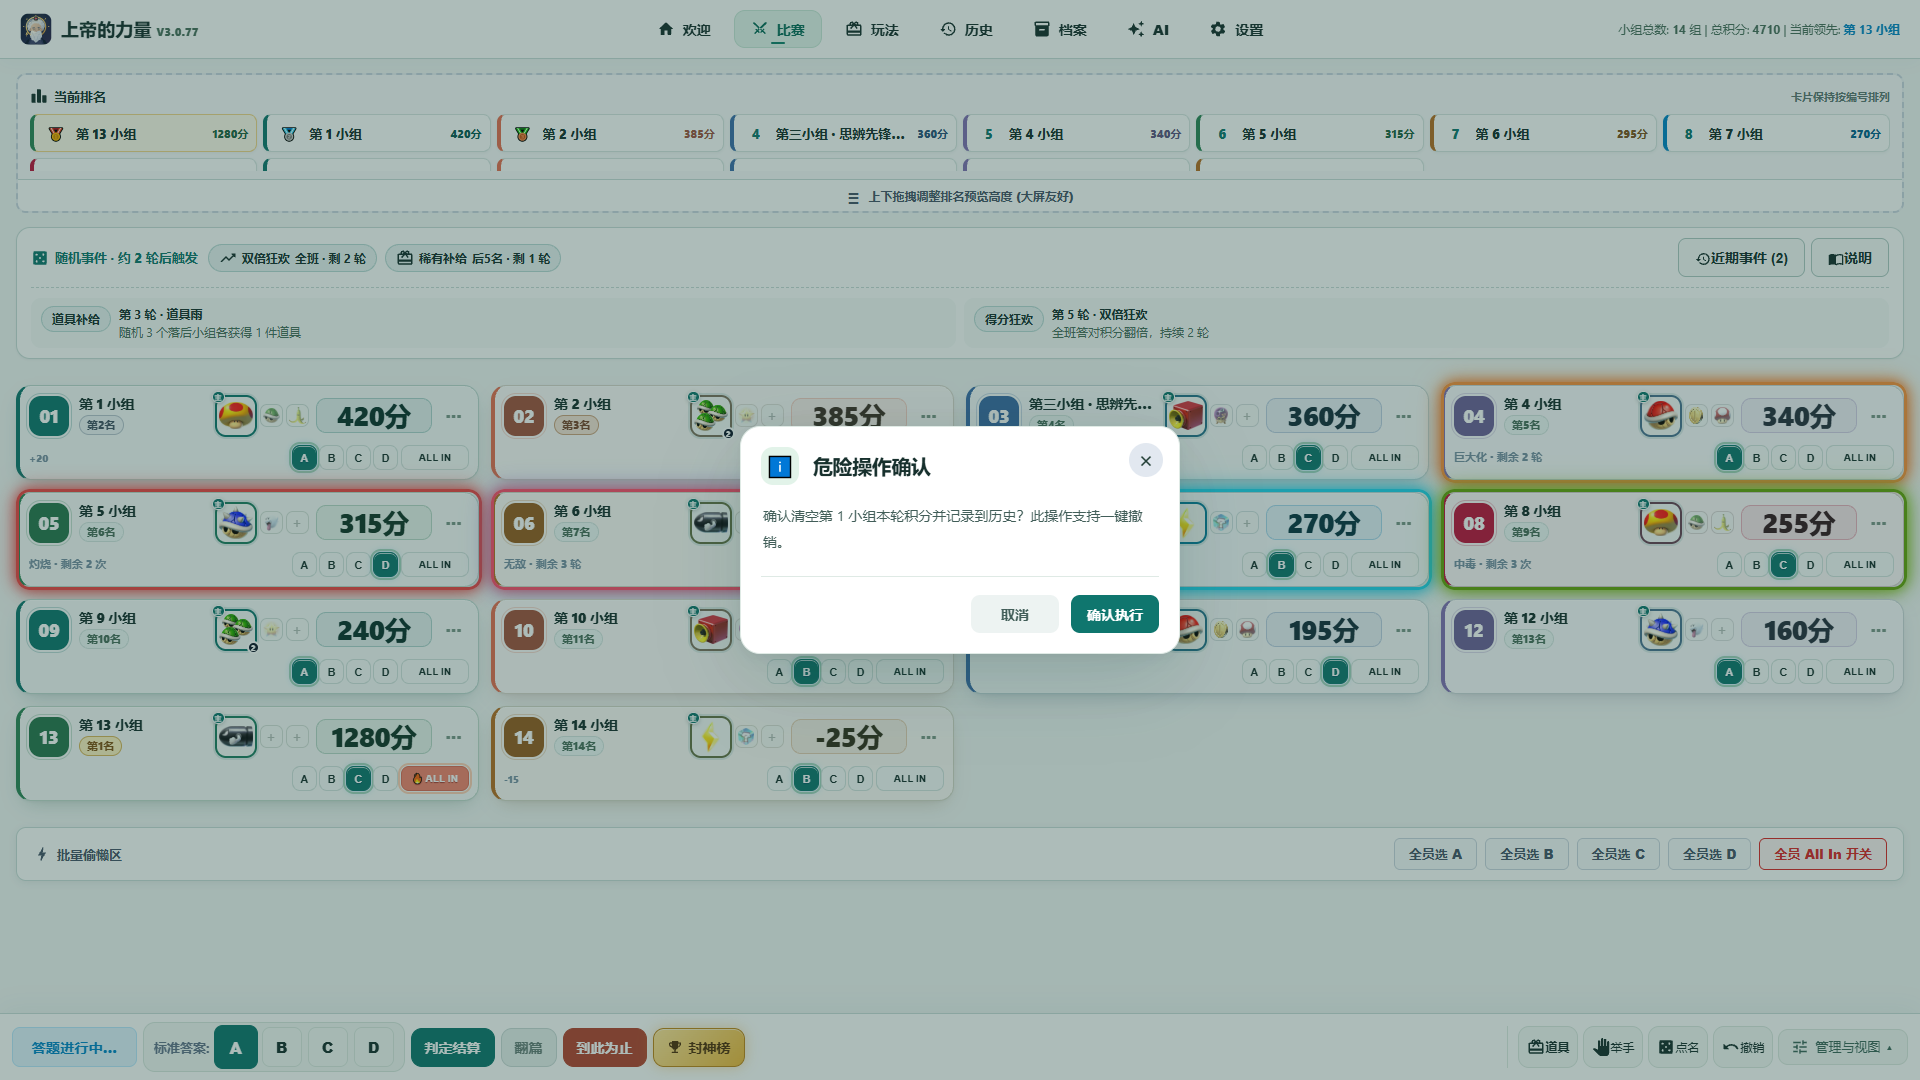 上帝的力量 V3.0.77
欢迎
比赛
玩法
历史
档案
AI
设置
小组总数: 14 组 | 总积分: 4710 | 当前领先: 第 13 小组
当前排名
卡片保持按编号排列
第 13 小组 1280分
第 1 小组 420分
第 2 小组 385分
4 第三小组 · 思辨先锋... 360分
5 第 4 小组 340分
6 第 5 小组 315分
7 第 6 小组 295分
8 第 7 小组 270分
上下拖拽调整排名预览高度 (大屏友好)
随机事件 · 约 2 轮后触发
双倍狂欢 全班 · 剩 2 轮
稀有补给 后5名 · 剩 1 轮
近期事件 (2)
说明
道具补给
第 3 轮 · 道具雨
随机 3 个落后小组各获得 1 件道具
得分狂欢
第 5 轮 · 双倍狂欢
全班答对积分翻倍，持续 2 轮
01 第 1 小组 第2名 + 420分
+20 A B C D ALL IN
02 第 2 小组 第3名 2 + 385分
03 第三小组 · 思辨先... 第4名 + 360分
A B C D ALL IN
04 第 4 小组 第5名 340分
巨大化 · 剩余 2 轮 A B C D ALL IN
05 第 5 小组 第6名 + 315分
灼烧 · 剩余 2 次 A B C D ALL IN
06 第 6 小组 第7名
无敌 · 剩余 3 轮
+ 270分
A B C D ALL IN
08 第 8 小组 第9名 255分
中毒 · 剩余 3 次 A B C D ALL IN
09 第 9 小组 第10名 2 + 240分
A B C D ALL IN
10 第 10 小组 第11名
A B C D ALL IN
195分
A B C D ALL IN
12 第 12 小组 第13名 + 160分
A B C D ALL IN
13 第 13 小组 第1名 + + 1280分
A B C D ALL IN
14 第 14 小组 第14名 + -25分
-15 A B C D ALL IN
危险操作确认
确认清空第 1 小组本轮积分并记录到历史？此操作支持一键撤
销。
取消
确认执行
批量偷懒区
全员选 A
全员选 B
全员选 C
全员选 D
全员 All In 开关
答题进行中...
标准答案: A B C D
判定结算
翻篇
到此为止
封神榜
道具
举手
点名
撤销
管理与视图